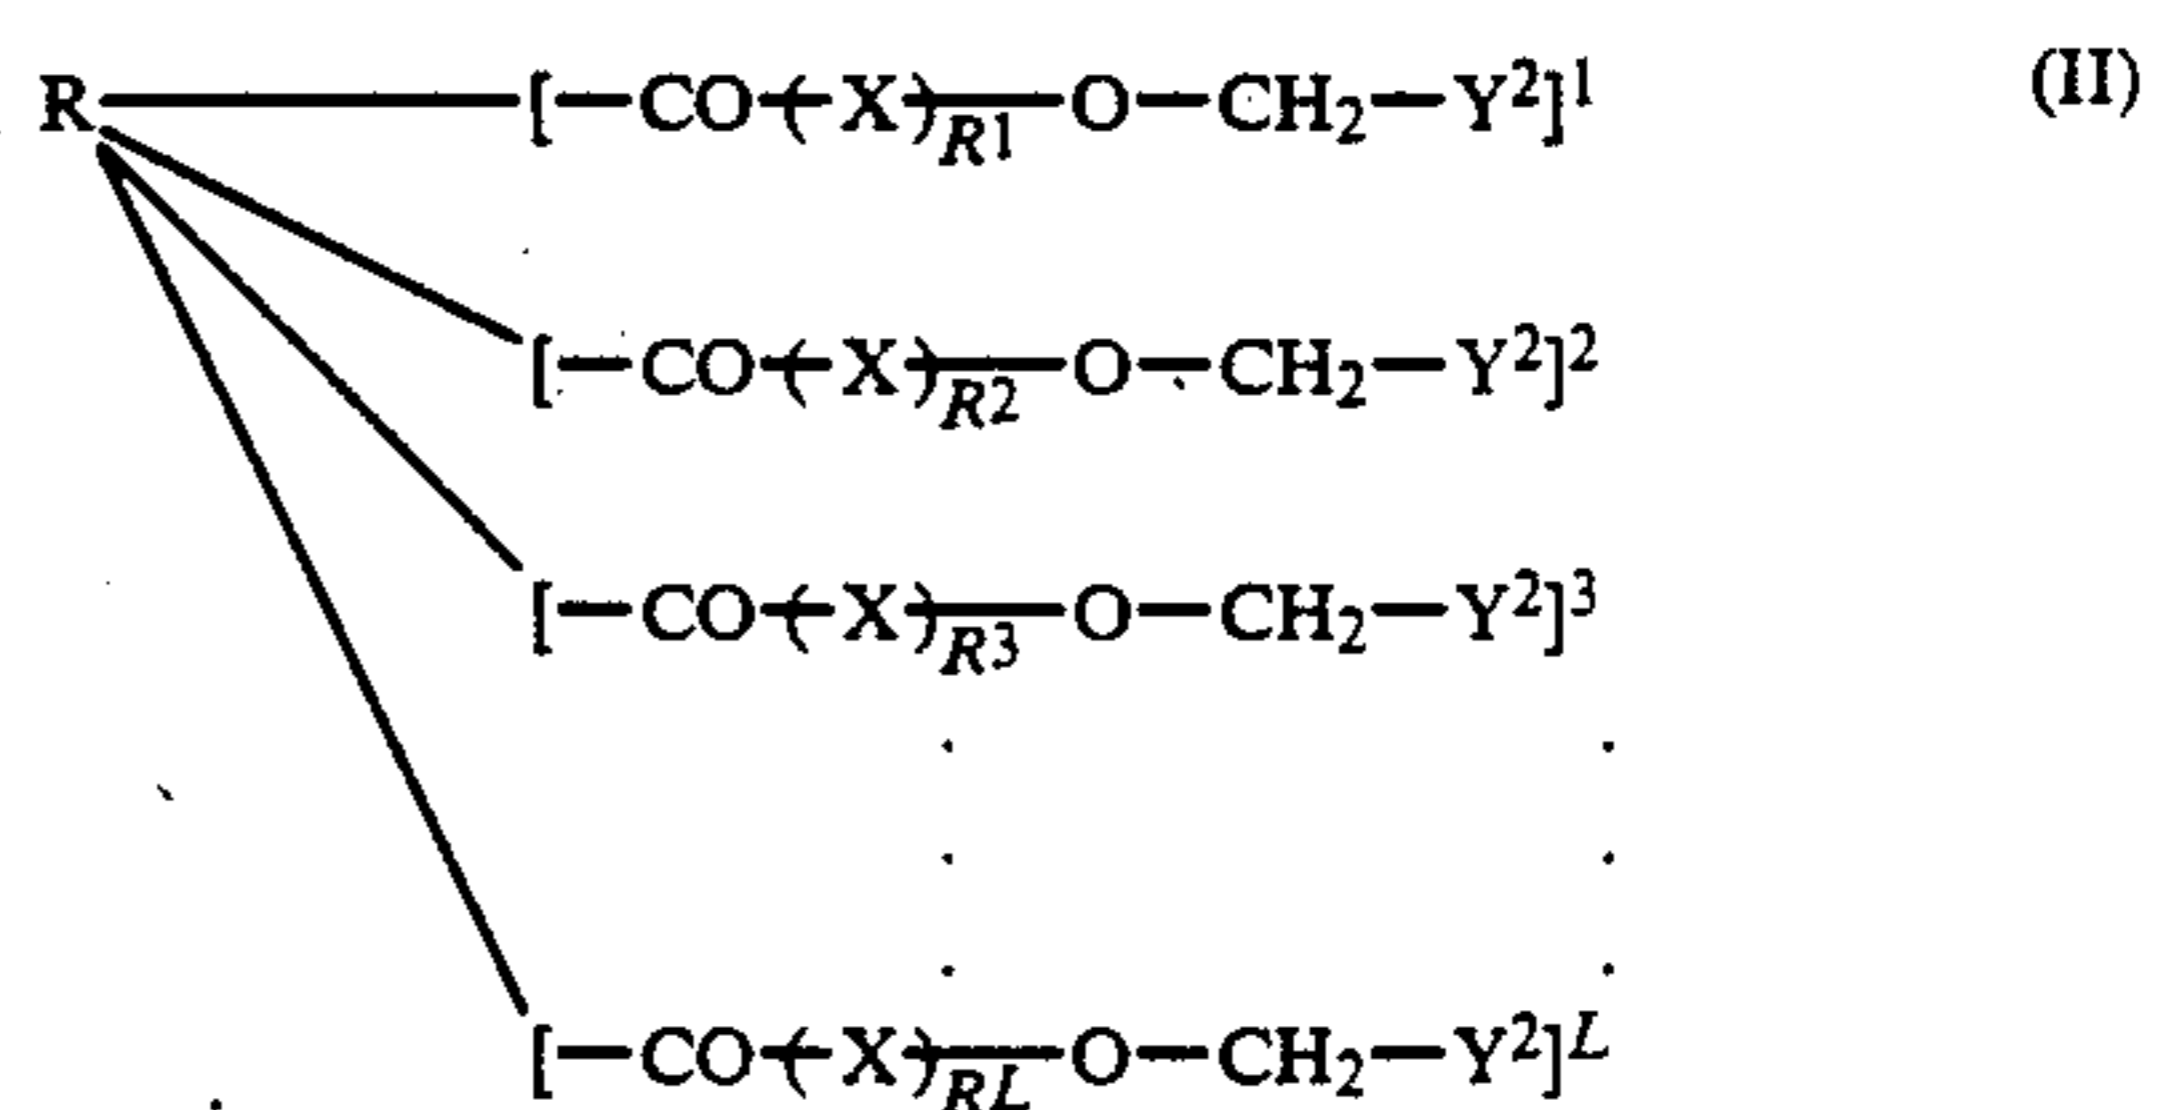 R—[—CO—(X)—R1—O—CH2—Y2]1 (II)
[—CO—(X)—R2—O—CH2—Y2]2
[—CO—(X)—R3—O—CH2—Y2]3
. .
. .
. .
[—CO—(X)—RL—O—CH2—Y2]L